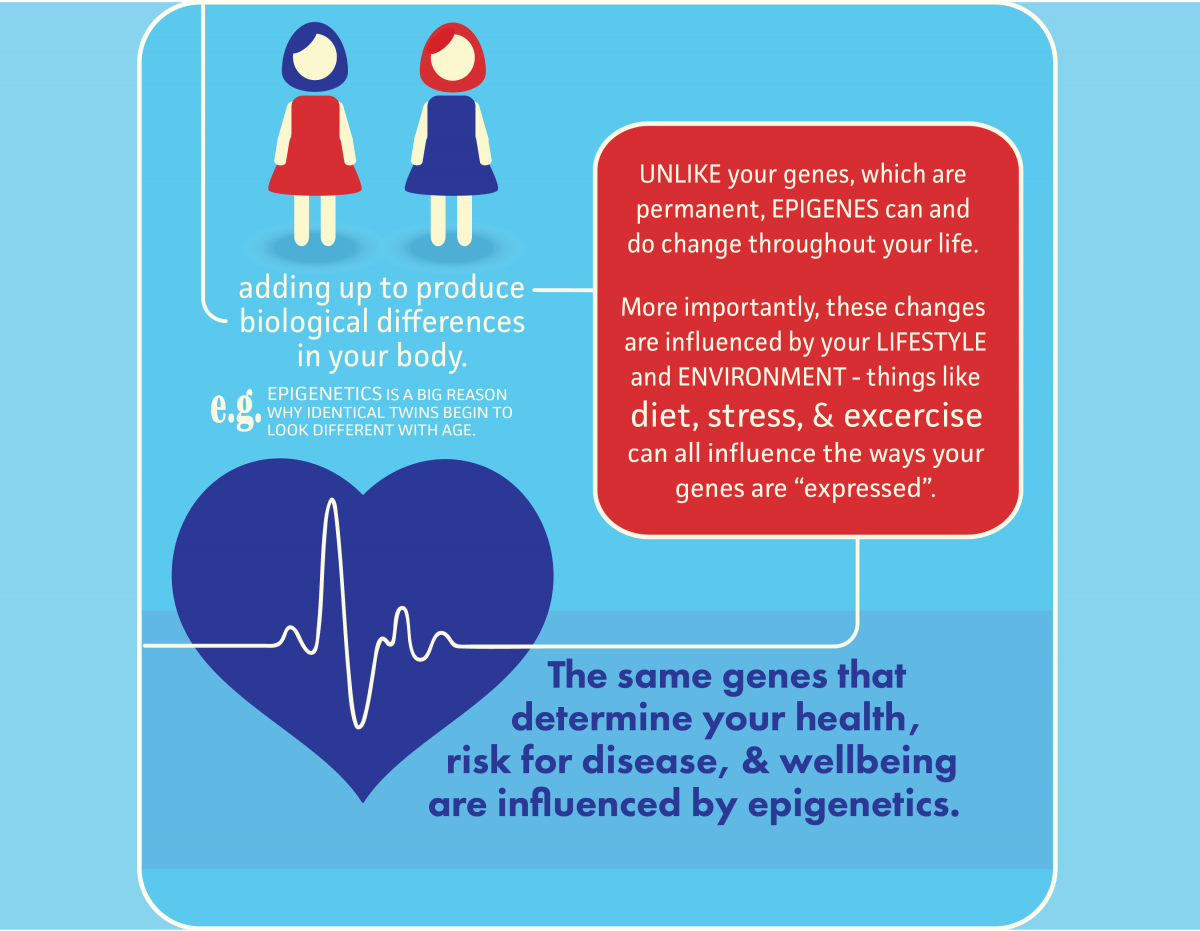 adding up to produce
biological differences
in your body.
e.g. EPIGENETICS IS A BIG REASON
WHY IDENTICAL TWINS BEGIN TO
LOOK DIFFERENT WITH AGE.
UNLIKE your genes, which are
permanent, EPIGENES can and
do change throughout your life.
More importantly, these changes
are influenced by your LIFESTYLE
and ENVIRONMENT - things like
diet, stress, & excercise
can all influence the ways your
genes are “expressed”.
The same genes that
determine your health,
risk for disease, & wellbeing
are influenced by epigenetics.